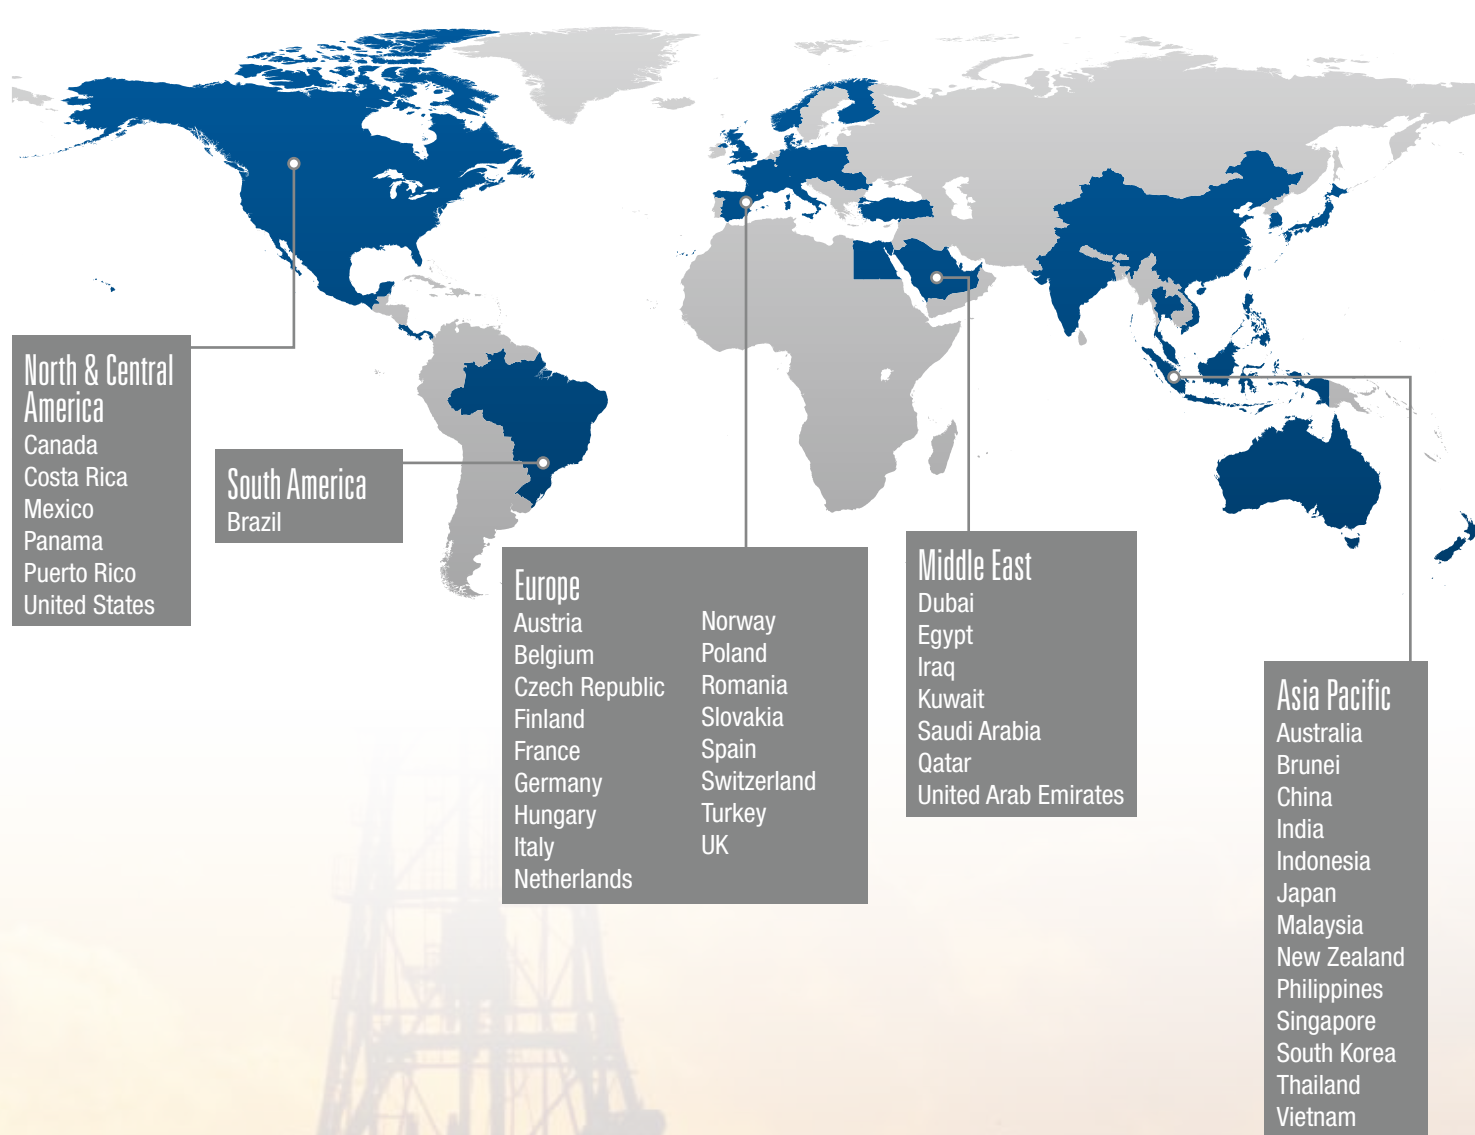 North & Central
America
Canada
Costa Rica
Mexico
Panama
Puerto Rico
United States
South America
Brazil
Europe
Austria
Belgium
Czech Republic
Finland
France
Germany
Hungary
Italy
Netherlands
Norway
Poland
Romania
Slovakia
Spain
Switzerland
Turkey
UK
Middle East
Dubai
Egypt
Iraq
Kuwait
Saudi Arabia
Qatar
United Arab Emirates
Asia Pacific
Australia
Brunei
China
India
Indonesia
Japan
Malaysia
New Zealand
Philippines
Singapore
South Korea
Thailand
Vietnam